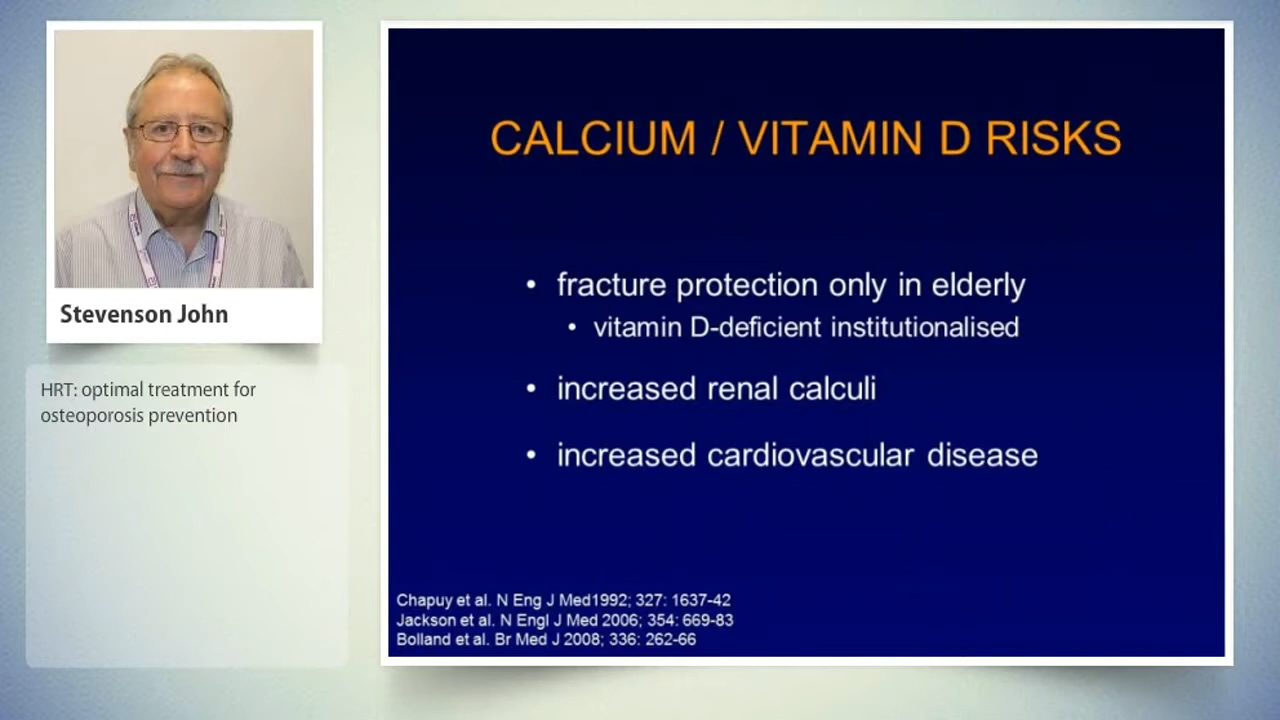 Stevenson John
HRT: optimal treatment for
osteoporosis prevention
CALCIUM / VITAMIN D RISKS
• fracture protection only in elderly
• vitamin D-deficient institutionalised
• increased renal calculi
• increased cardiovascular disease
Chapuy et al. N Eng J Med1992; 327: 1637-42
Jackson et al. N Engl J Med 2006; 354: 669-83
Bolland et al. Br Med J 2008; 336: 262-66